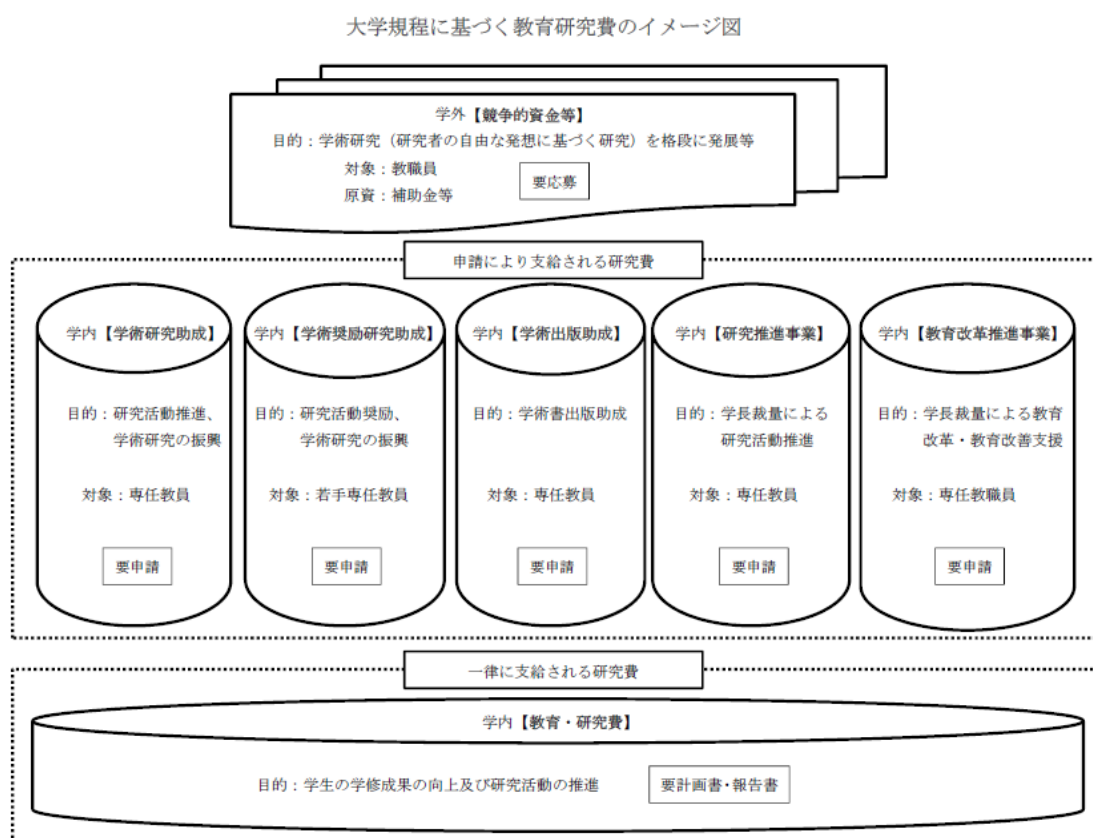 大学規程に基づく教育研究費のイメージ図
学外【競争的資金等】
目的：学術研究（研究者の自由な発想に基づく研究）を格段に発展等
対象：教職員
原資：補助金等
要応募
申請により支給される研究費
学内【学術研究助成】
目的：研究活動推進、
学術研究の振興
対象：専任教員
要申請
学内【学術奨励研究助成】
目的：研究活動奨励、
学術研究の振興
対象：若手専任教員
要申請
学内【学術出版助成】
目的：学術書出版助成
対象：専任教員
要申請
学内【研究推進事業】
目的：学長裁量による
研究活動推進
対象：専任教員
要申請
学内【教育改革推進事業】
目的：学長裁量による教育
改革・教育改善支援
対象：専任教職員
要申請
一律に支給される研究費
学内【教育・研究費】
目的：学生の学修成果の向上及び研究活動の推進
要計画書・報告書